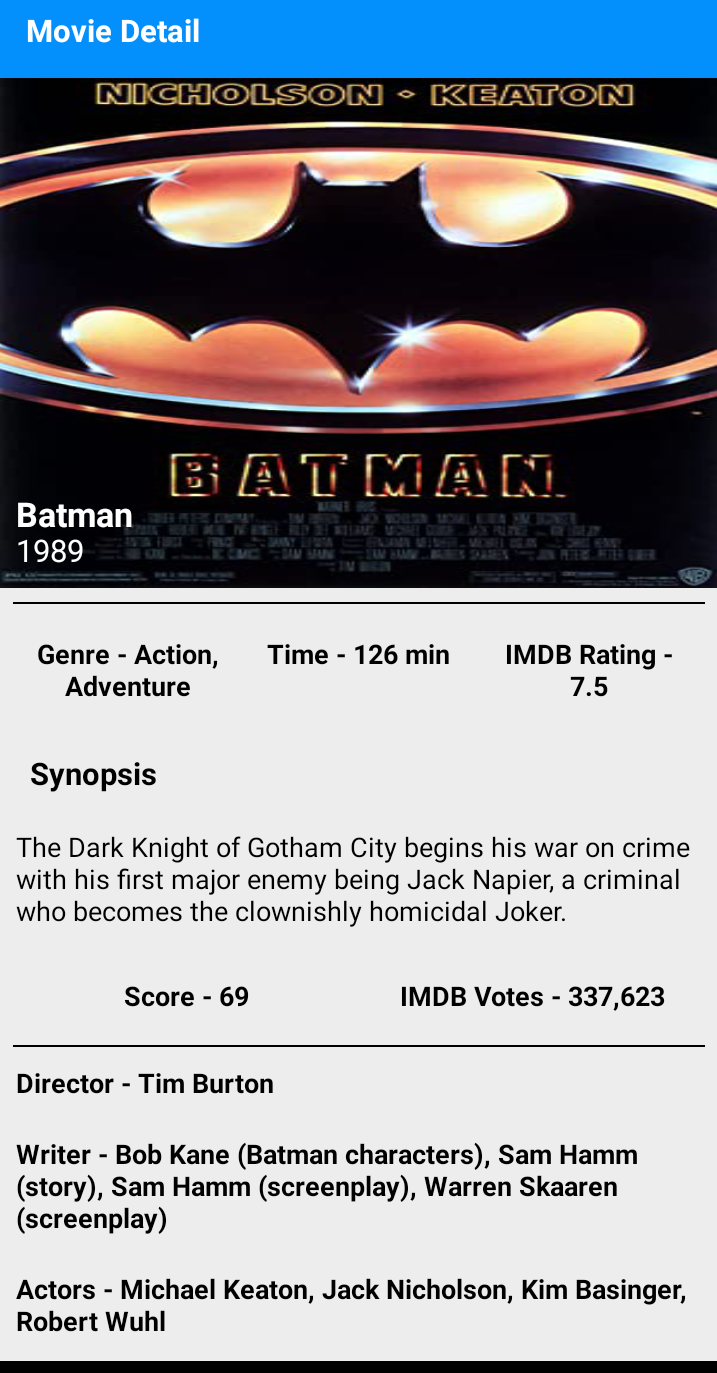 Movie Detail
NICHOLSON • KEATON
BATMAN
Batman
1989
Genre - Action,
Adventure
Time - 126 min
IMDB Rating -
7.5
Synopsis
The Dark Knight of Gotham City begins his war on crime
with his first major enemy being Jack Napier, a criminal
who becomes the clownishly homicidal Joker.
Score - 69
IMDB Votes - 337,623
Director - Tim Burton
Writer - Bob Kane (Batman characters), Sam Hamm
(story), Sam Hamm (screenplay), Warren Skaaren
(screenplay)
Actors - Michael Keaton, Jack Nicholson, Kim Basinger,
Robert Wuhl